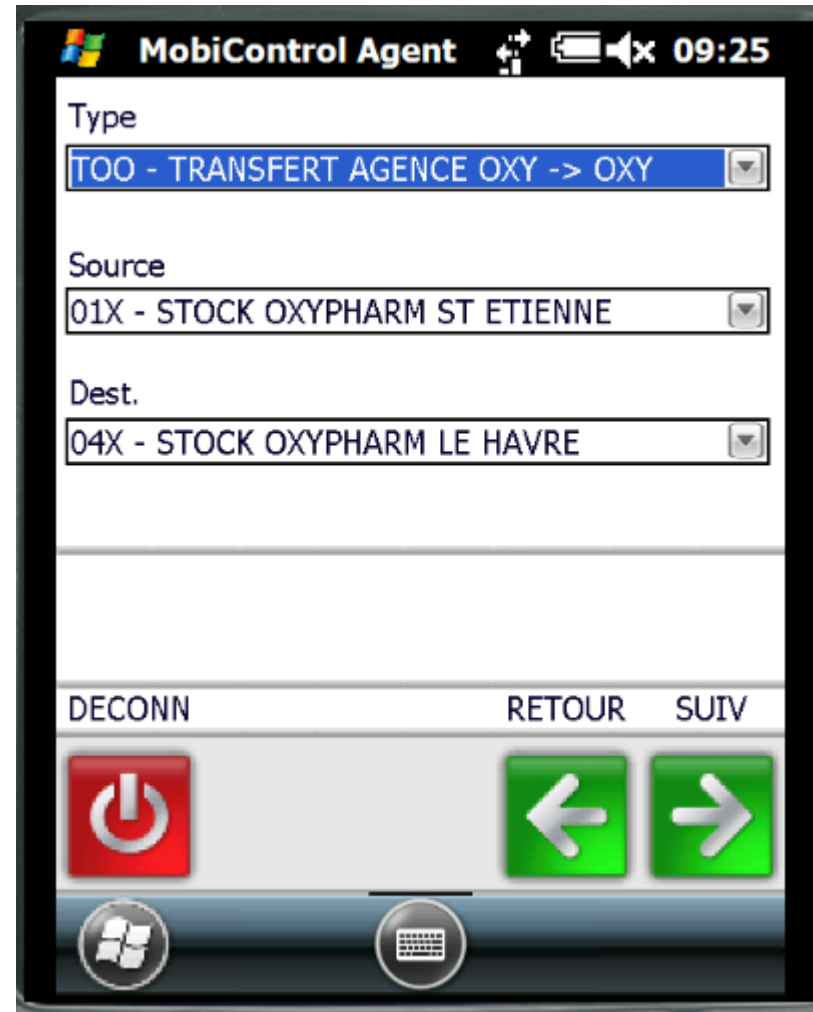 MobiControl Agent 09:25
Type
TOO - TRANSFERT AGENCE OXY -> OXY
Source
01X - STOCK OXYPHARM ST ETIENNE
Dest.
04X - STOCK OXYPHARM LE HAVRE
DECONN RETOUR SUIV